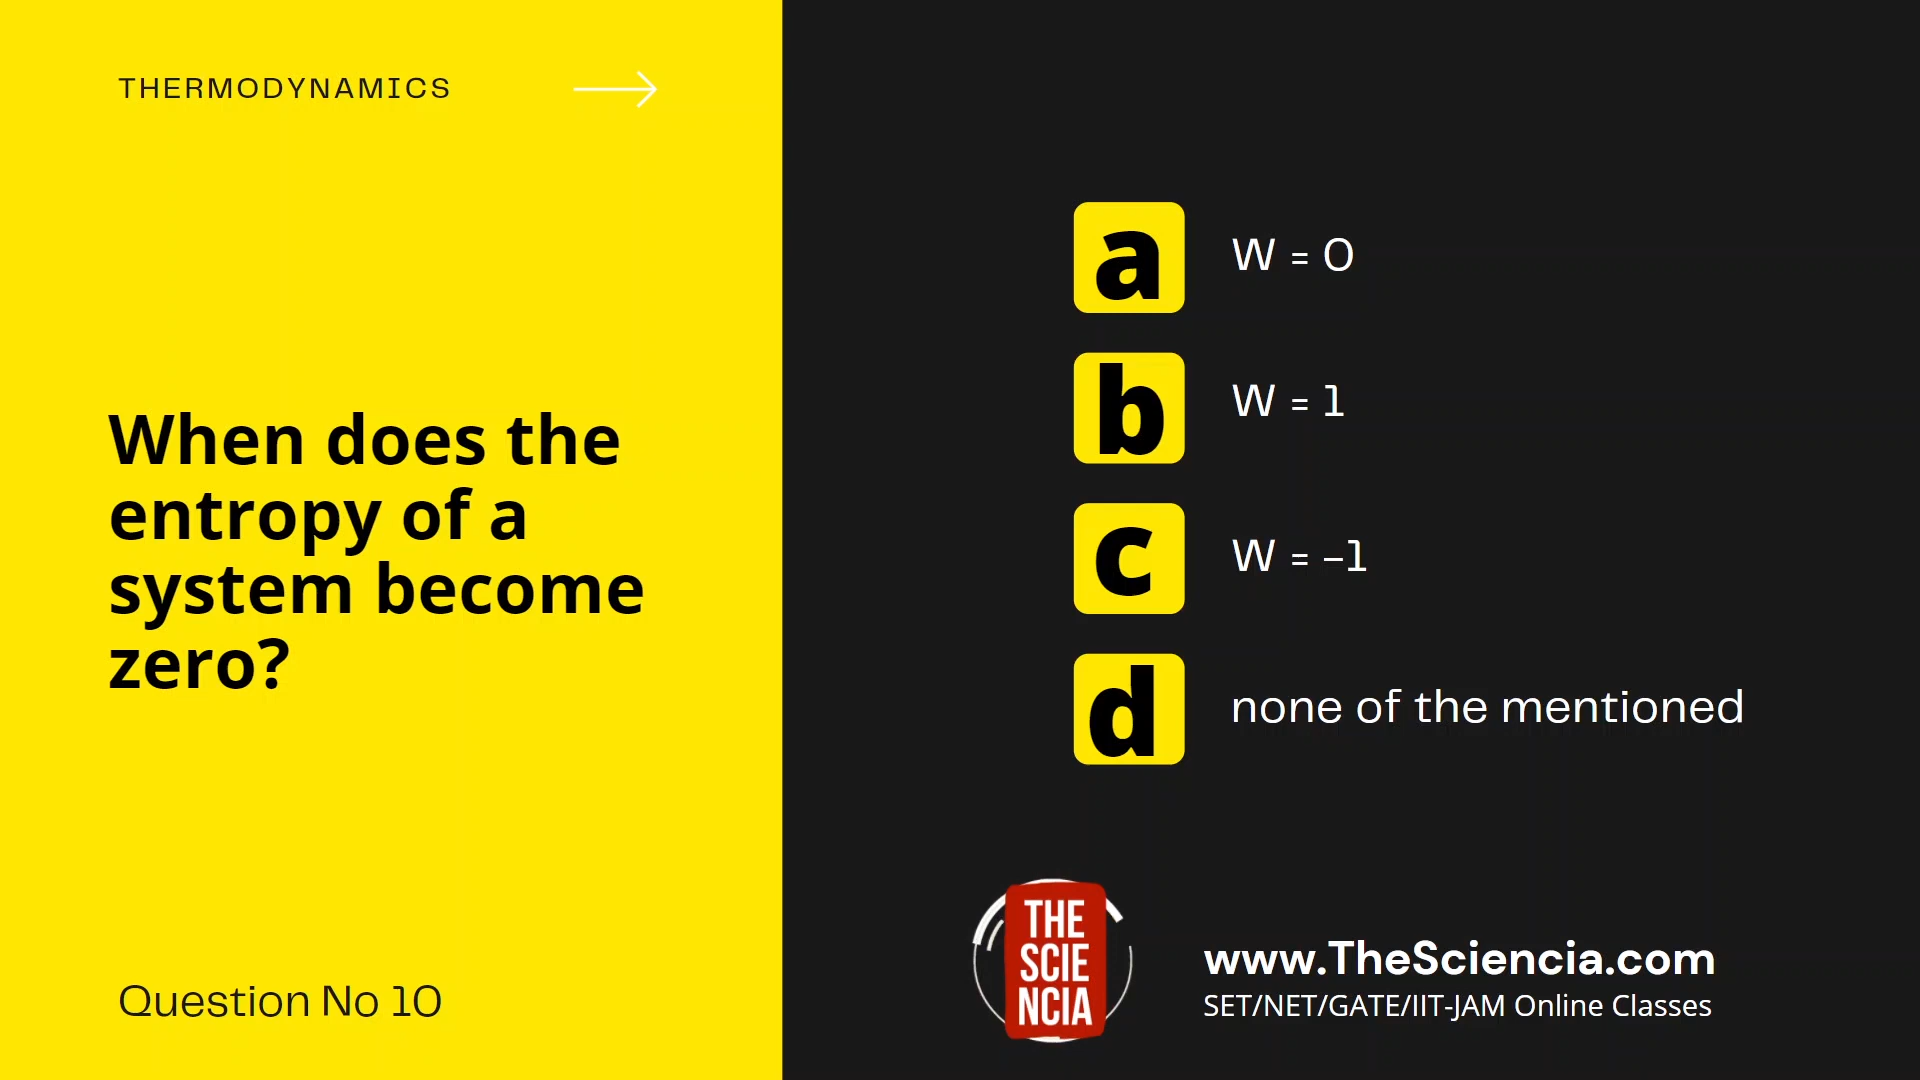 THERMODYNAMICS
When does the
entropy of a
system become
zero?
Question No 10
a W = 0
b W = 1
c W = -1
d none of the mentioned
THE
SCIE
NCIA
www.TheSciencia.com
SET/NET/GATE/IIT-JAM Online Classes